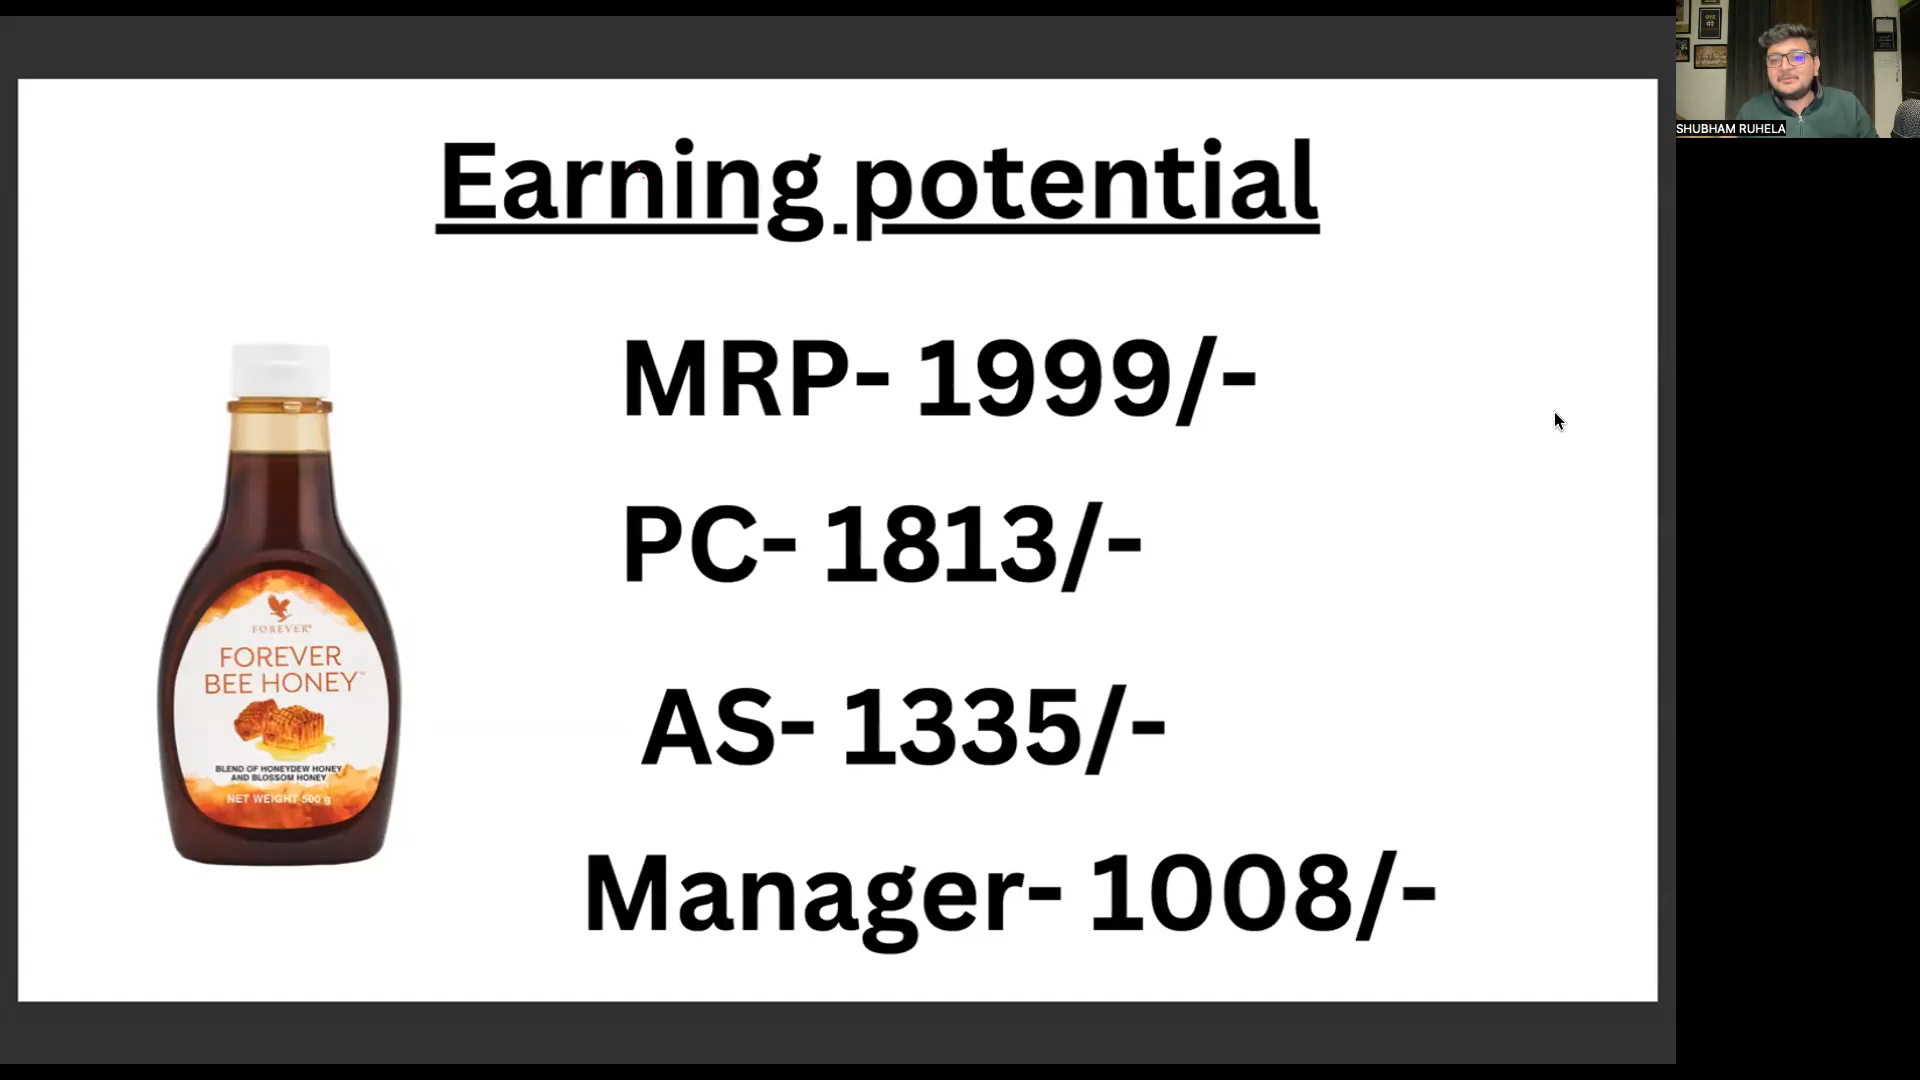 Earning potential
MRP- 1999/-
PC- 1813/-
AS- 1335/-
Manager- 1008/-
FOREVER
FOREVER
BEE HONEY™
BLEND OF HONEYDEW HONEY
AND BLOSSOM HONEY
NET WEIGHT 500 g
SHUBHAM RUHELA